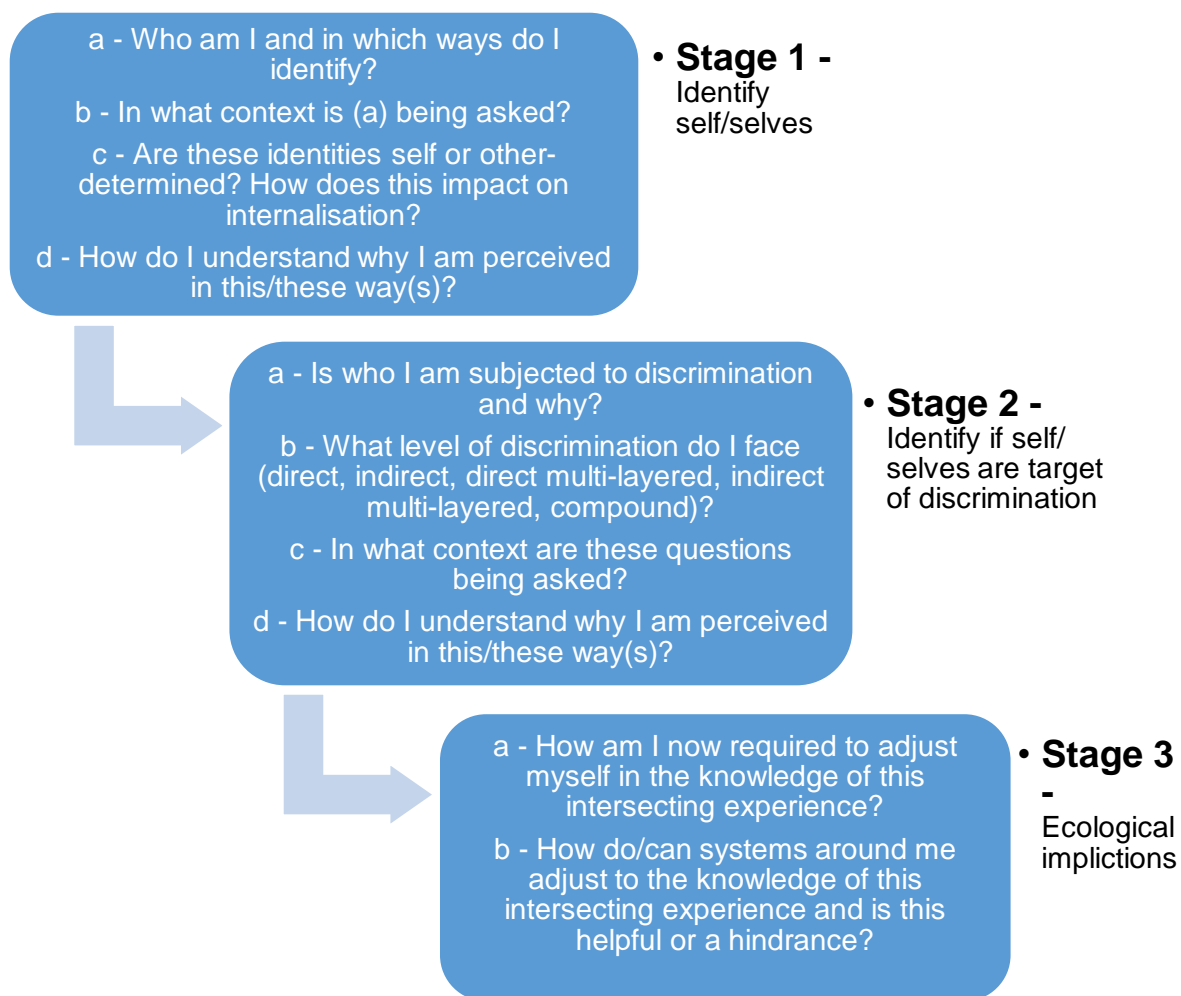 a - Who am I and in which ways do I
identify?
b - In what context is (a) being asked?
c - Are these identities self or other-
determined? How does this impact on
internalisation?
d - How do I understand why I am perceived
in this/these way(s)?
• Stage 1 -
Identify
self/selves
a - Is who I am subjected to discrimination
and why?
b - What level of discrimination do I face
(direct, indirect, direct multi-layered, indirect
multi-layered, compound)?
c - In what context are these questions
being asked?
d - How do I understand why I am perceived
in this/these way(s)?
• Stage 2 -
Identify if self/
selves are target
of discrimination
a - How am I now required to adjust
myself in the knowledge of this
intersecting experience?
b - How do/can systems around me
adjust to the knowledge of this
intersecting experience and is this
helpful or a hindrance?
• Stage 3
-
Ecological
implictions